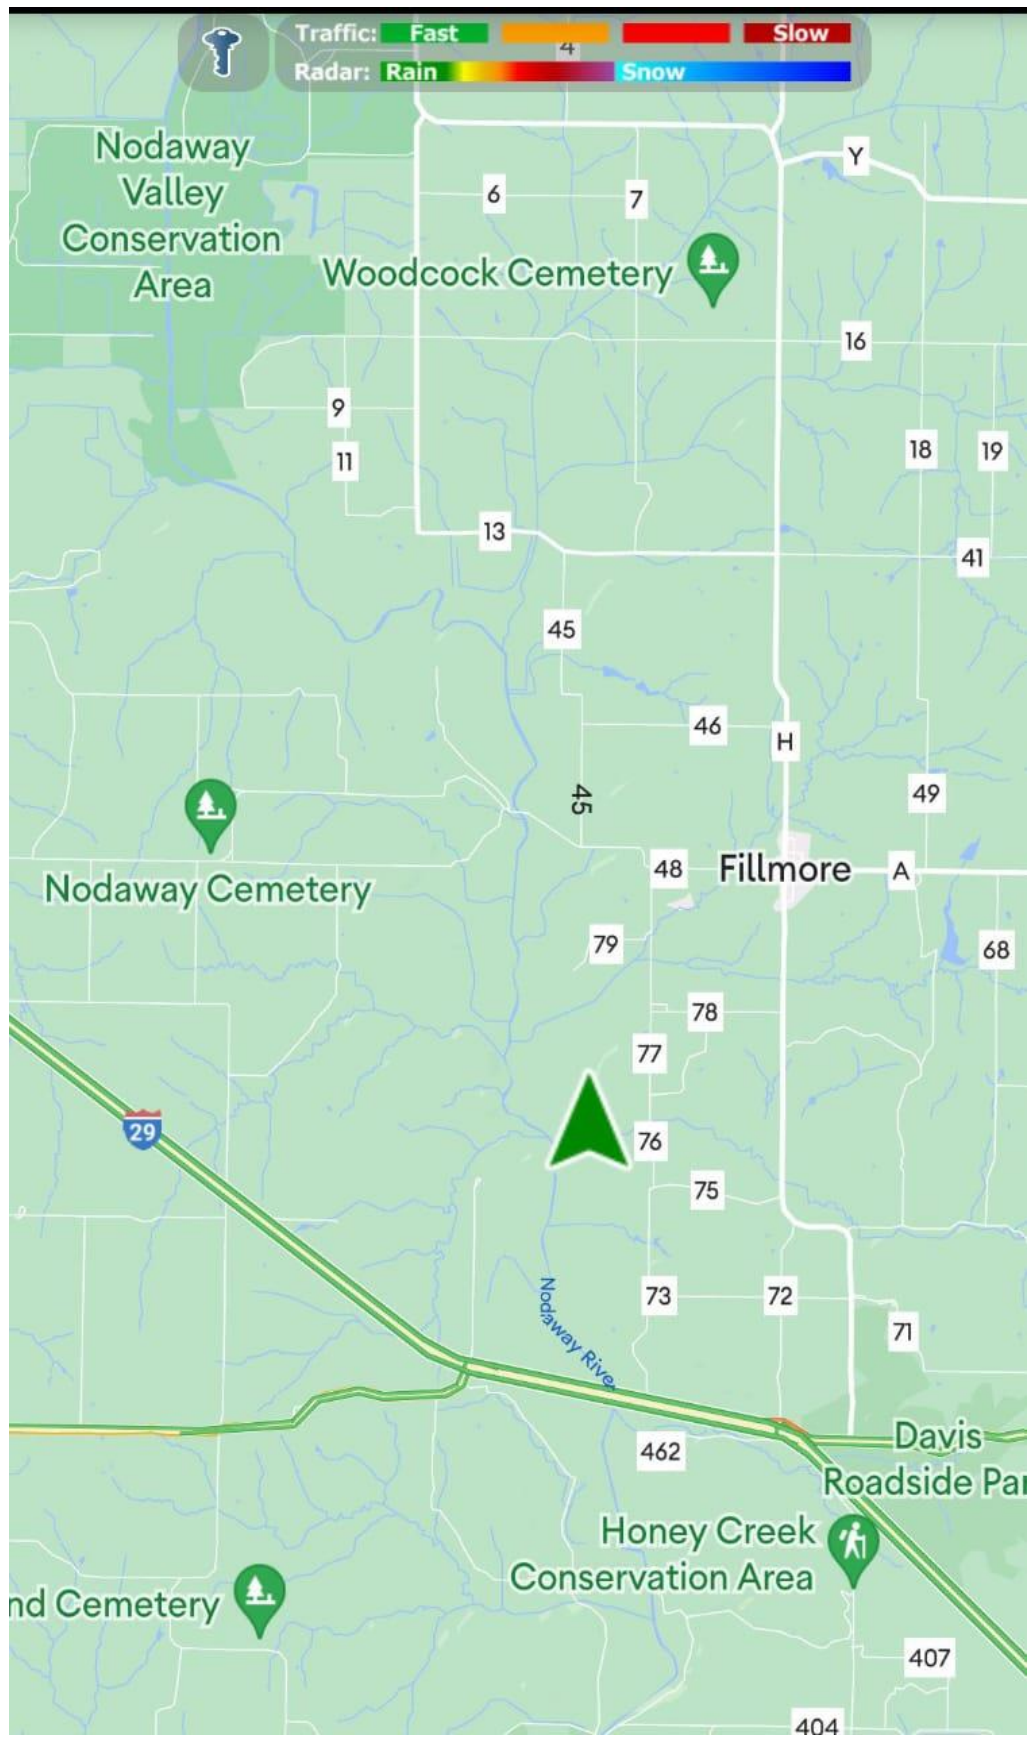 Traffic: Fast Slow
Radar: Rain Snow
4
Nodaway
Valley
Conservation
Area
Y
6
7
Woodcock Cemetery
16
9
11
18
19
13
41
45
46
H
45
49
Nodaway Cemetery
48
Fillmore
A
79
68
78
77
29
76
75
Nodaway River
73
72
71
462
Davis
Roadside Par
Honey Creek
Conservation Area
nd Cemetery
407
404